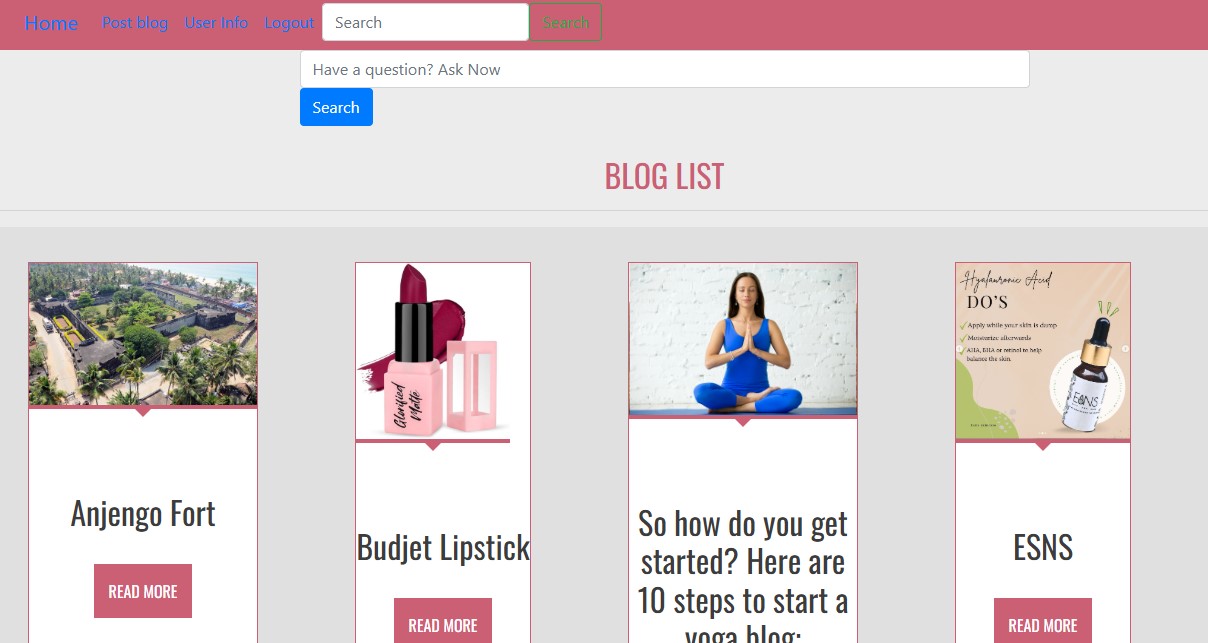 Home Post blog User Info Logout Search Search
Have a question? Ask Now
Search
BLOG LIST
Glorified
Matte
Hyaluronic Acid
DO'S
Apply while your skin is damp
Moisturize afterwards
AHA, BHA or retinol to help
balance the skin.
ESNS
Anjengo Fort
READ MORE
Budjet Lipstick
READ MORE
So how do you get
started? Here are
10 steps to start a
yoga blog:
ESNS
READ MORE